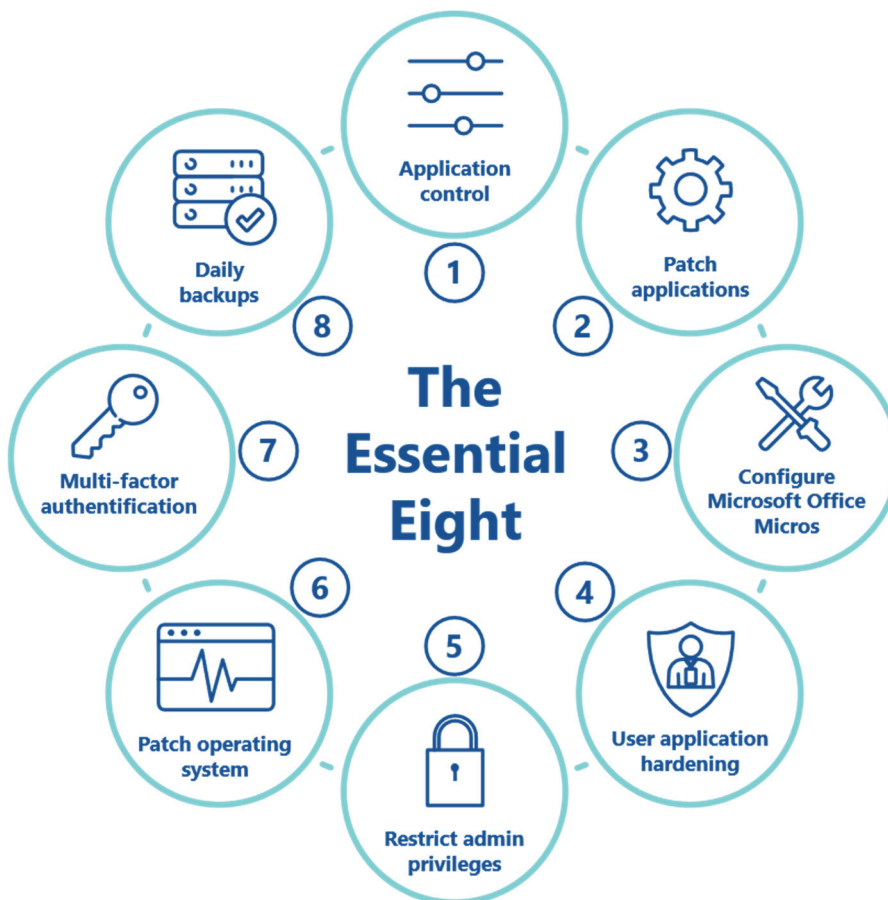 The
Essential
Eight
1
Application
control
2
Patch
applications
3
Configure
Microsoft Office
Micros
4
User application
hardening
5
Restrict admin
privileges
6
Patch operating
system
7
Multi-factor
authentification
8
Daily
backups